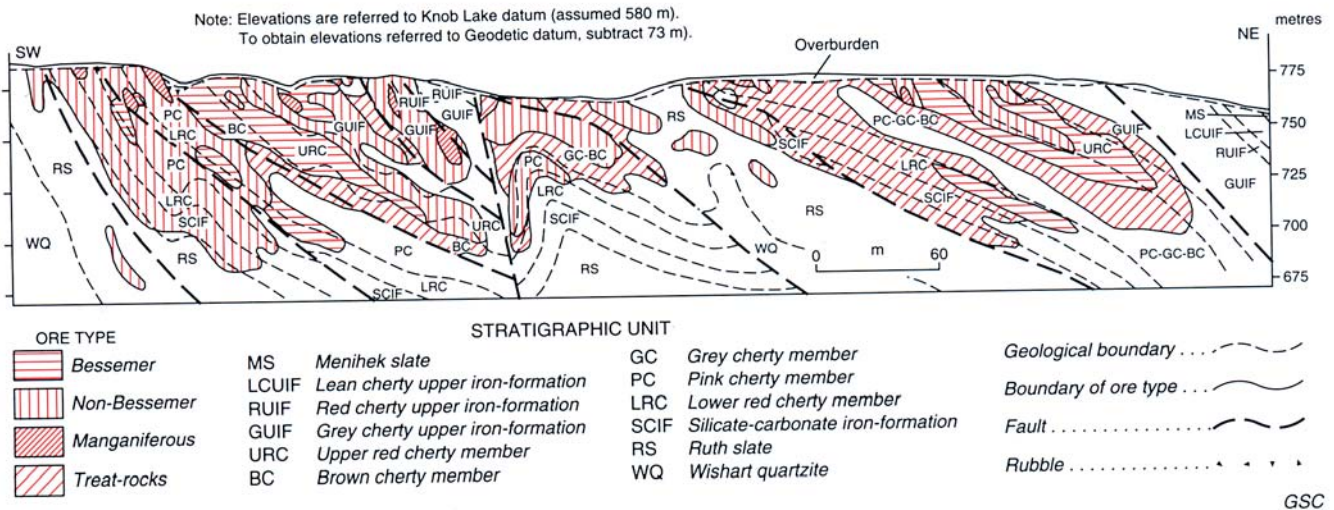 Note: Elevations are referred to Knob Lake datum (assumed 580 m).
To obtain elevations referred to Geodetic datum, subtract 73 m).
metres
SW
NE
Overburden
775
750
725
700
675
RS
WQ
PC
LRC
PC
LRC
SCIF
RS
BC
URC
GUIF
RUIF
RUIF
GUIF
GUIF
PC
GC-BC
LRC
SCIF
URC
BC
PC
LRC
SCIF
RS
RS
WQ
RS
SCIF
LRC
SCIF
PC-GC-BC
GUIF
URC
PC-GC-BC
MS
LCUIF
RUIF
GUIF
0 m 60
STRATIGRAPHIC UNIT
ORE TYPE
Bessemer
Non-Bessemer
Manganiferous
Treat-rocks
MS Menihek slate
LCUIF Lean cherty upper iron-formation
RUIF Red cherty upper iron-formation
GUIF Grey cherty upper iron-formation
URC Upper red cherty member
BC Brown cherty member
GC Grey cherty member
PC Pink cherty member
LRC Lower red cherty member
SCIF Silicate-carbonate iron-formation
RS Ruth slate
WQ Wishart quartzite
Geological boundary . . . .
Boundary of ore type . . .
Fault . . . . . . . . . . . . . . . .
Rubble . . . . . . . . . . . . . . .
GSC